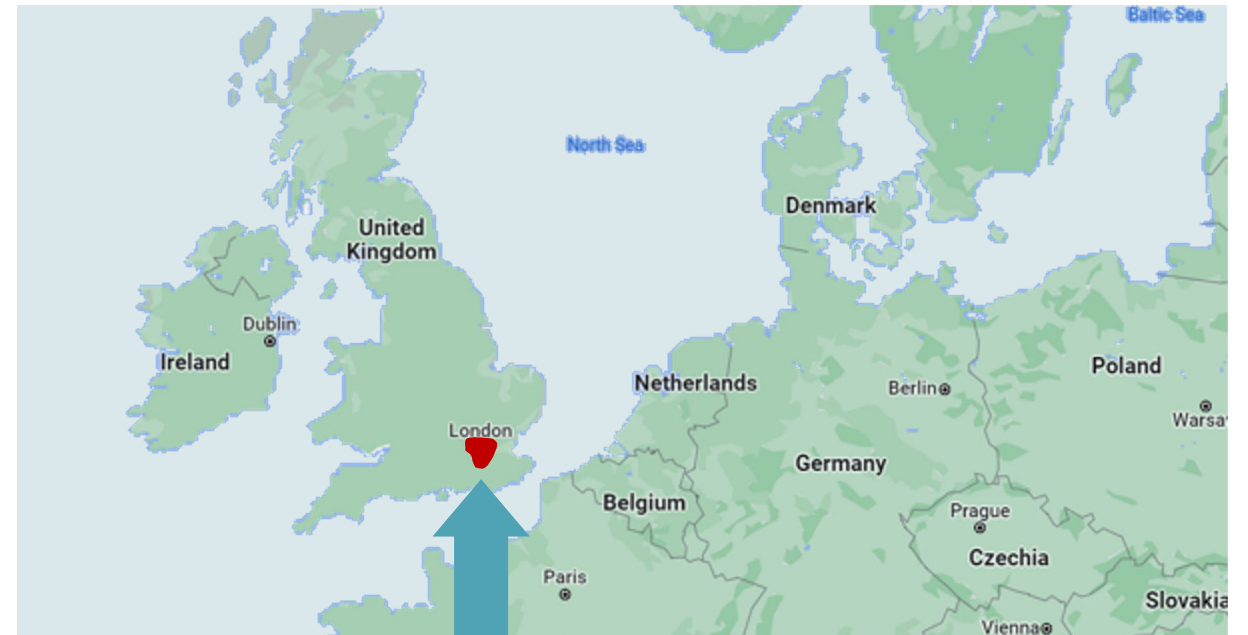 Baltic Sea
North Sea
Denmark
United
Kingdom
Dublin
Ireland
Poland
Netherlands
Berlin
Warsa
London
Germany
Belgium
Prague
Czechia
Paris
Slovakia
Vienna